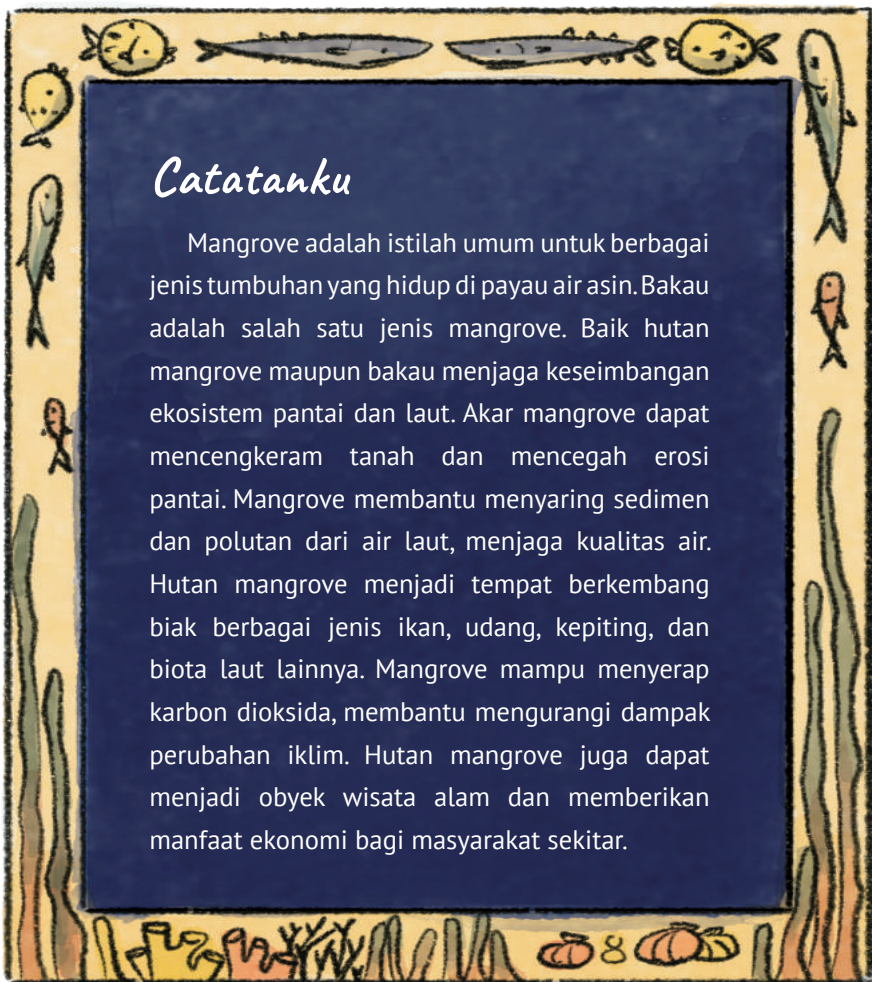 Catatanku
Mangrove adalah istilah umum untuk berbagai
jenis tumbuhan yang hidup di payau air asin. Bakau
adalah salah satu jenis mangrove. Baik hutan
mangrove maupun bakau menjaga keseimbangan
ekosistem pantai dan laut. Akar mangrove dapat
mencengkeram tanah dan mencegah erosi
pantai. Mangrove membantu menyaring sedimen
dan polutan dari air laut, menjaga kualitas air.
Hutan mangrove menjadi tempat berkembang
biak berbagai jenis ikan, udang, kepiting, dan
biota laut lainnya. Mangrove mampu menyerap
karbon dioksida, membantu mengurangi dampak
perubahan iklim. Hutan mangrove juga dapat
menjadi obyek wisata alam dan memberikan
manfaat ekonomi bagi masyarakat sekitar.
8